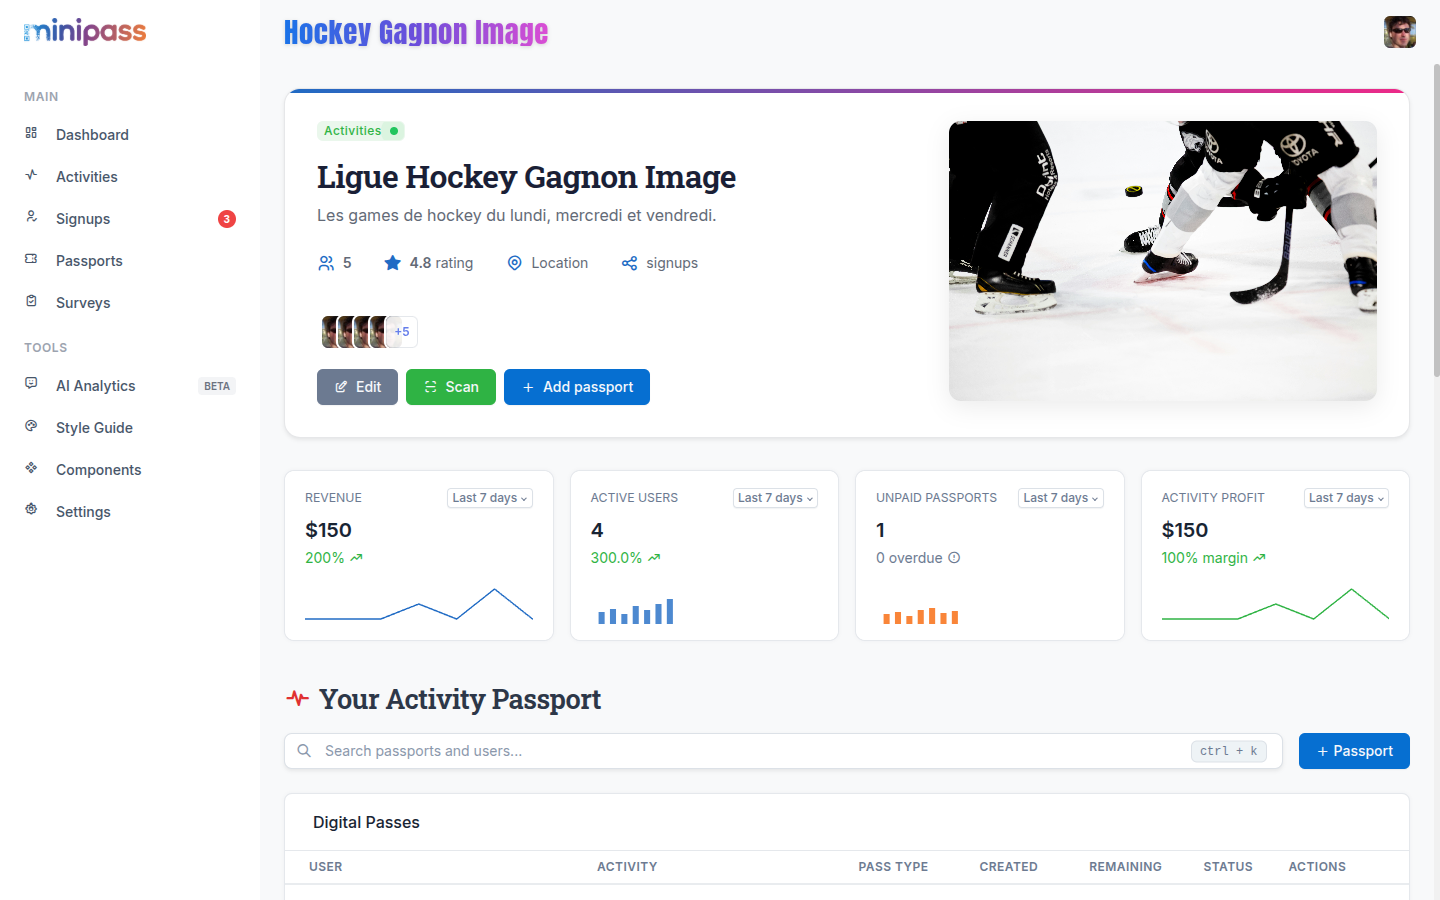 minipass
Hockey Gagnon Image
MAIN
Dashboard
Activities
Signups 3
Passports
Surveys
TOOLS
AI Analytics BETA
Style Guide
Components
Settings
Activities
Ligue Hockey Gagnon Image
Les games de hockey du lundi, mercredi et vendredi.
5 4.8 rating Location signups
+5
Edit Scan + Add passport
TOYOTA
REVENUE Last 7 days
$150
200%
ACTIVE USERS Last 7 days
4
300.0%
UNPAID PASSPORTS Last 7 days
1
0 overdue
ACTIVITY PROFIT Last 7 days
$150
100% margin
Your Activity Passport
Search passports and users... ctrl + k
+ Passport
Digital Passes
USER ACTIVITY PASS TYPE CREATED REMAINING STATUS ACTIONS